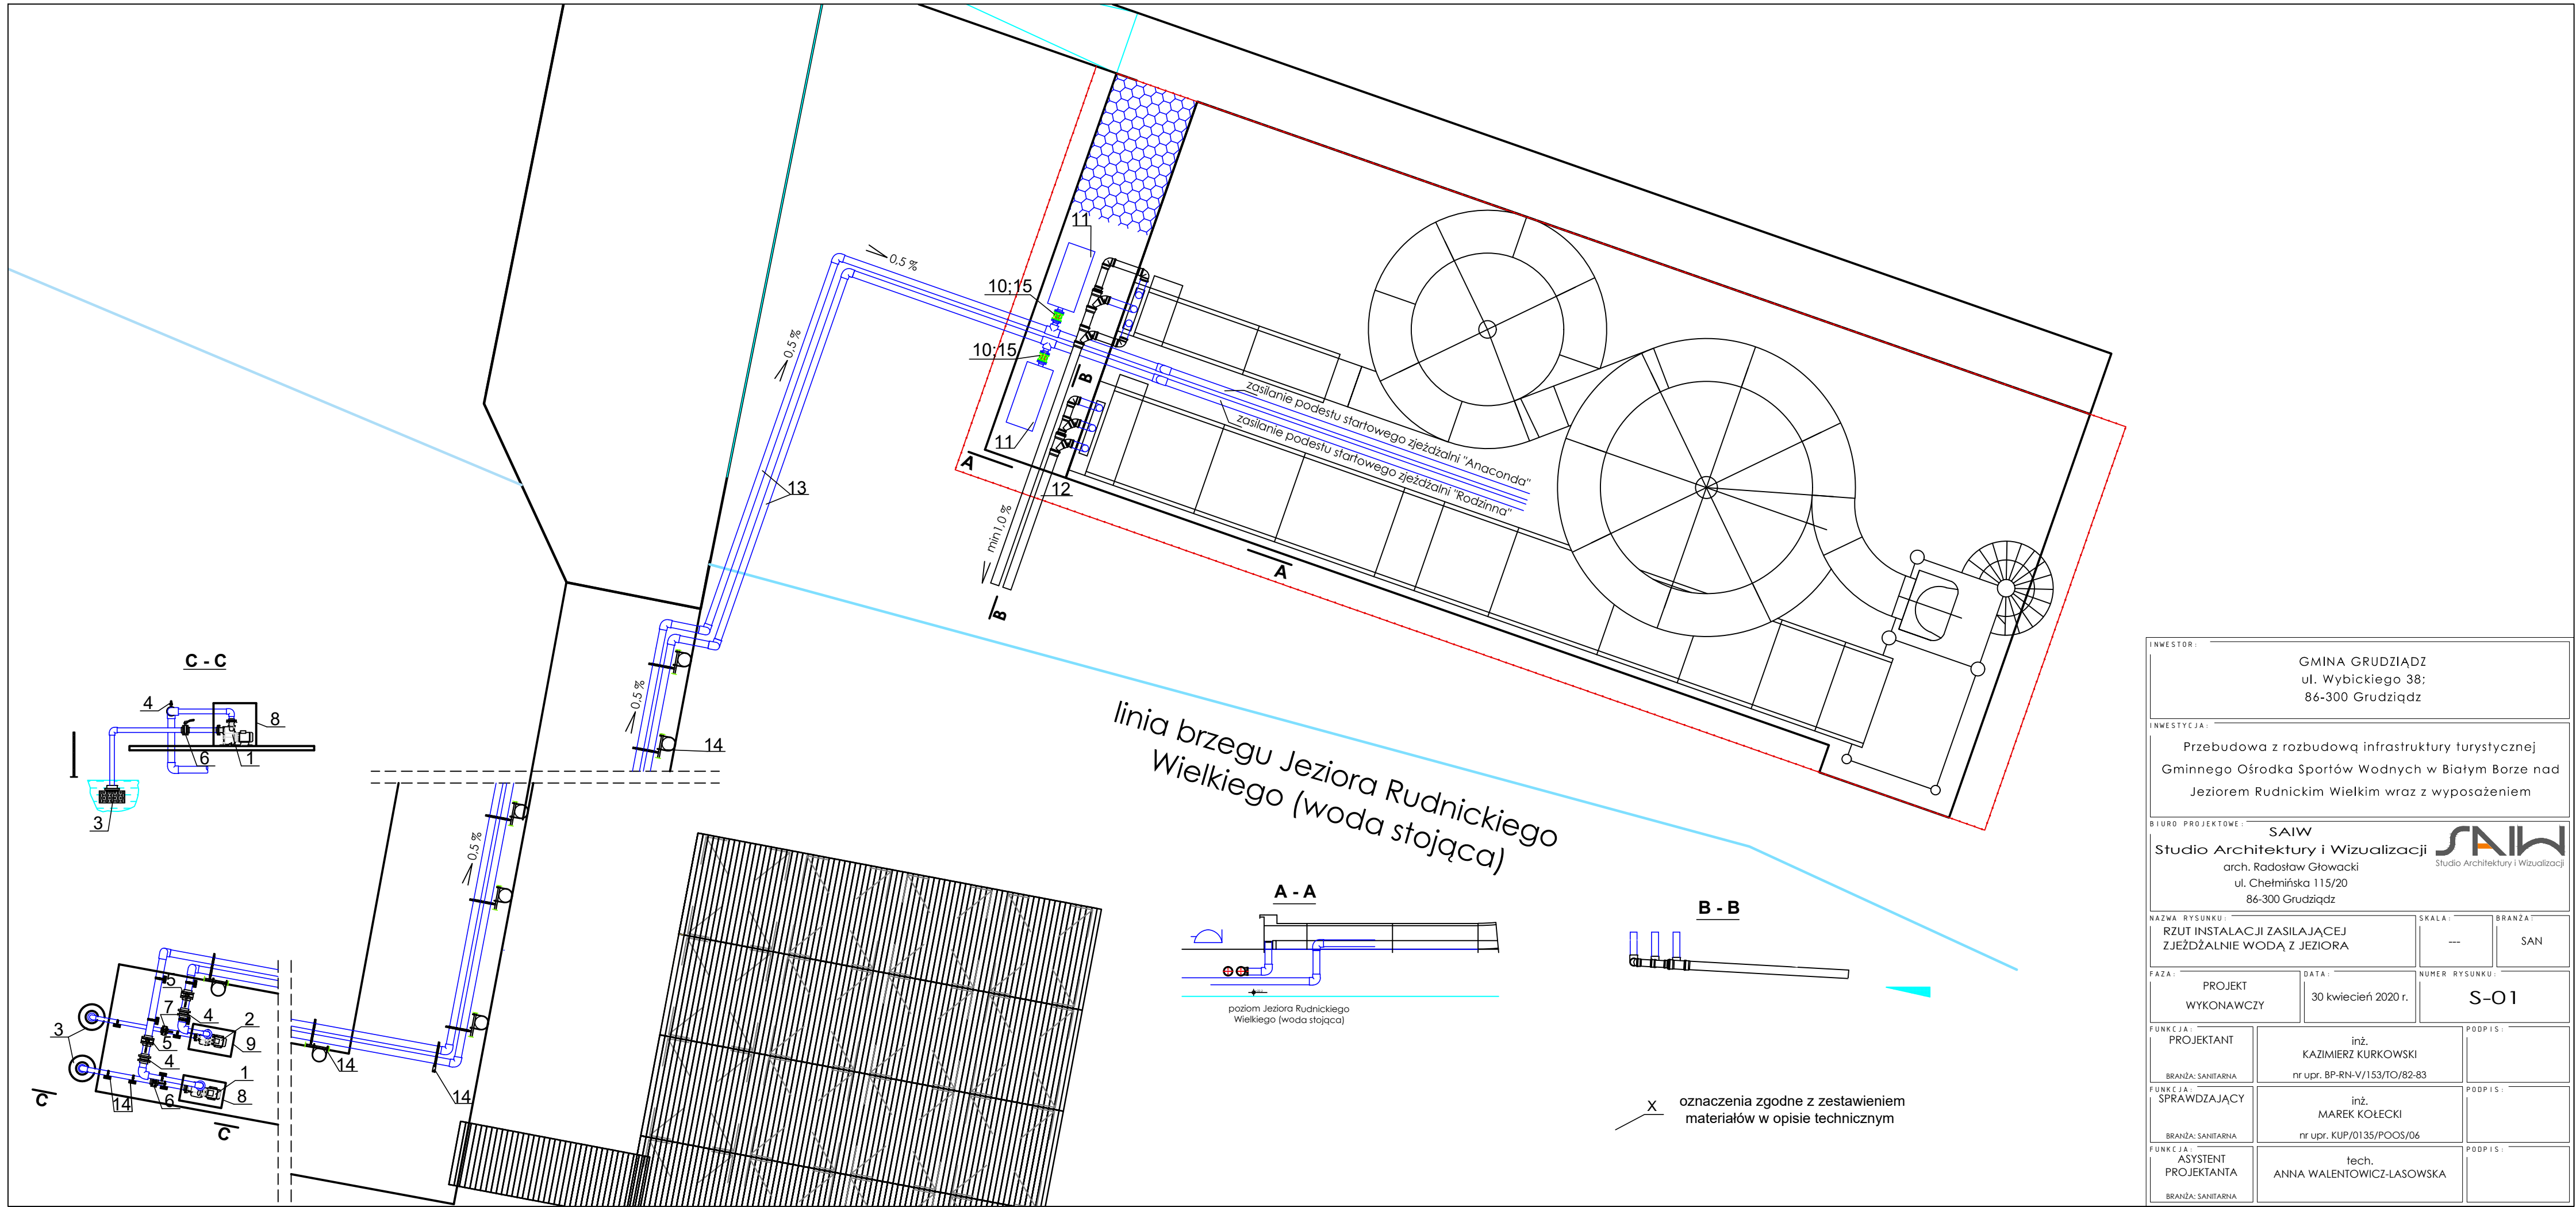 11
0,5 %
10;15
0,5 %
10;15
B
zasilanie podestu startowego zjeżdżalni "Anaconda"
zasilanie podestu startowego zjeżdżalni "Rodzinna"
11
A
12
13
min1,0 %
A
B
0,5 %
14
C - C
4
8
6
1
3
linia brzegu Jeziora Rudnickiego
Wielkiego (woda stojąca)
0,5 %
A - A
poziom Jeziora Rudnickiego
Wielkiego (woda stojąca)
B - B
5
7
4
2
3
5
9
4
1
14
6
8
C
C
14
14
X
oznaczenia zgodne z zestawieniem
materiałów w opisie technicznym
INWESTOR:
GMINA GRUDZIĄDZ
ul. Wybickiego 38;
86-300 Grudziądz
INWESTYCJA:
Przebudowa z rozbudową infrastruktury turystycznej
Gminnego Ośrodka Sportów Wodnych w Białym Borze nad
Jeziorem Rudnickim Wielkim wraz z wyposażeniem
BIURO PROJEKTOWE:
SAIW
Studio Architektury i Wizualizacji
arch. Radosław Głowacki
ul. Chełmińska 115/20
86-300 Grudziądz
SAIW
Studio Architektury i Wizualizacji
NAZWA RYSUNKU:
RZUT INSTALACJI ZASILAJĄCEJ
ZJEŻDŻALNIE WODĄ Z JEZIORA
SKALA:
---
BRANŻA:
SAN
FAZA:
PROJEKT
WYKONAWCZY
DATA:
30 kwiecień 2020 r.
NUMER RYSUNKU:
S-01
FUNKCJA:
PROJEKTANT
BRANŻA: SANITARNA
inż.
KAZIMIERZ KURKOWSKI
nr upr. BP-RN-V/153/TO/82-83
PODPIS:
FUNKCJA:
SPRAWDZAJĄCY
BRANŻA: SANITARNA
inż.
MAREK KOŁECKI
nr upr. KUP/0135/POOS/06
PODPIS:
FUNKCJA:
ASYSTENT
PROJEKTANTA
BRANŻA: SANITARNA
tech.
ANNA WALENTOWICZ-LASOWSKA
PODPIS: